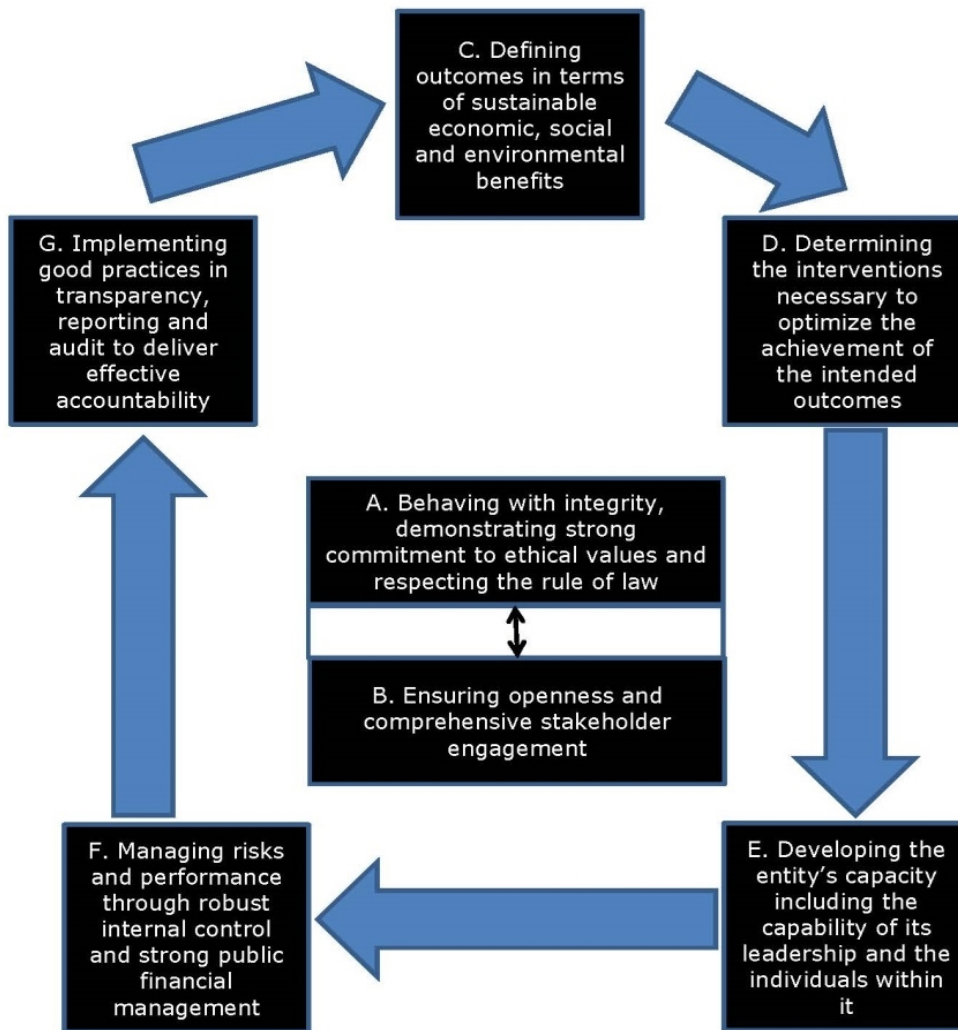 C. Defining
outcomes in terms
of sustainable
economic, social
and environmental
benefits
G. Implementing
good practices in
transparency,
reporting and
audit to deliver
effective
accountability
D. Determining
the interventions
necessary to
optimize the
achievement of
the intended
outcomes
A. Behaving with integrity,
demonstrating strong
commitment to ethical values and
respecting the rule of law
B. Ensuring openness and
comprehensive stakeholder
engagement
F. Managing risks
and performance
through robust
internal control
and strong public
financial
management
E. Developing the
entity’s capacity
including the
capability of its
leadership and the
individuals within
it